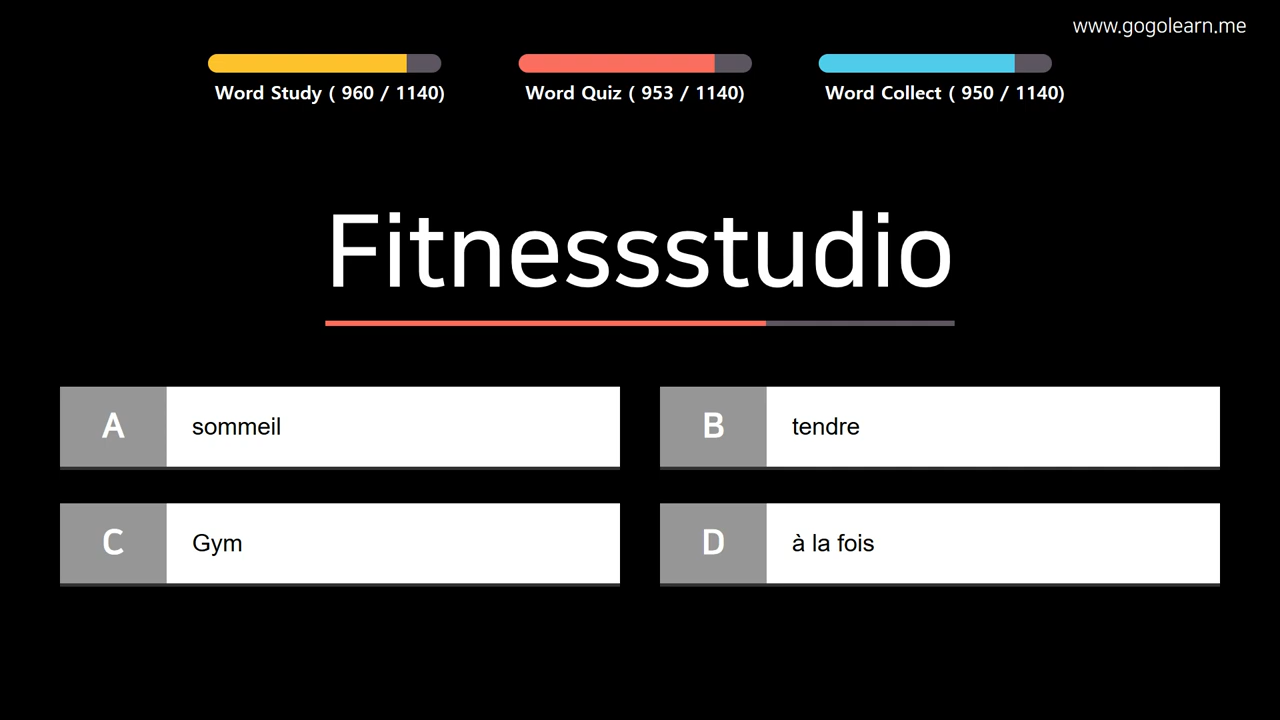 www.gogolearn.me
Word Study ( 960 / 1140)
Word Quiz ( 953 / 1140)
Word Collect ( 950 / 1140)
Fitnessstudio
A
sommeil
B
tendre
C
Gym
D
à la fois